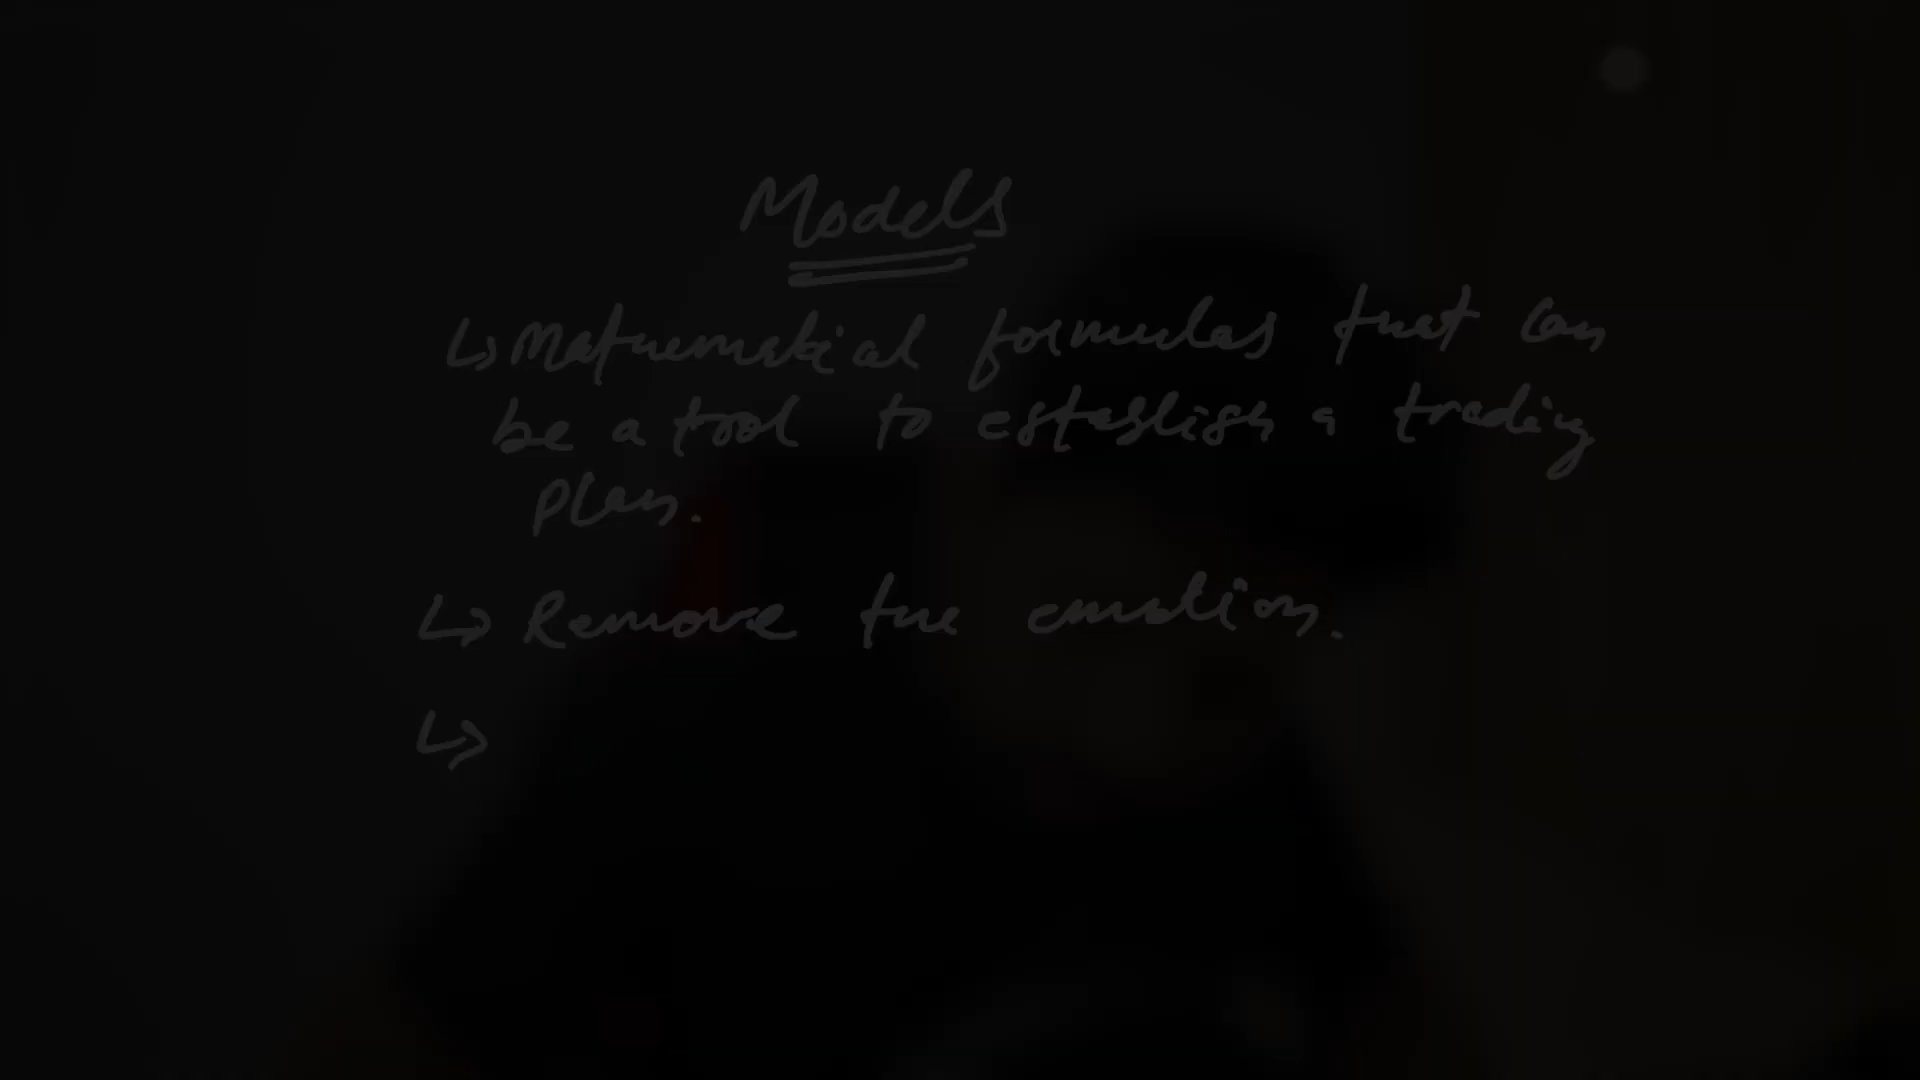 Models
↳ Mathematical formulas that can
be a tool to establish a trading
plan.
↳ Remove the emotion.
↳